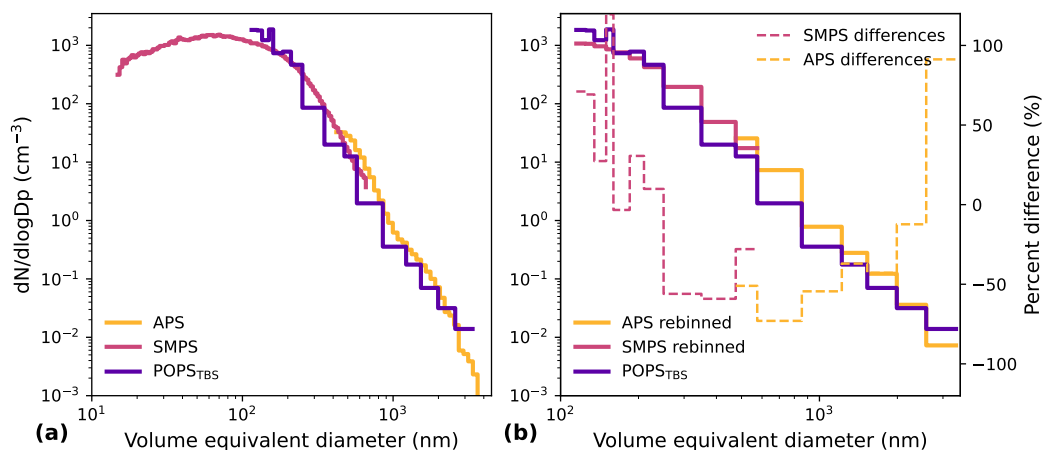 dN/dlogDp (cm⁻³)
10³
10²
10¹
10⁰
10⁻¹
10⁻²
10⁻³
APS
SMPS
POPS_TBS
10¹
10²
10³
(a)
Volume equivalent diameter (nm)
10³
10²
10¹
10⁰
10⁻¹
10⁻²
10⁻³
SMPS differences
APS differences
APS rebinned
SMPS rebinned
POPS_TBS
100
50
0
−50
−100
Percent difference (%)
10²
10³
(b)
Volume equivalent diameter (nm)